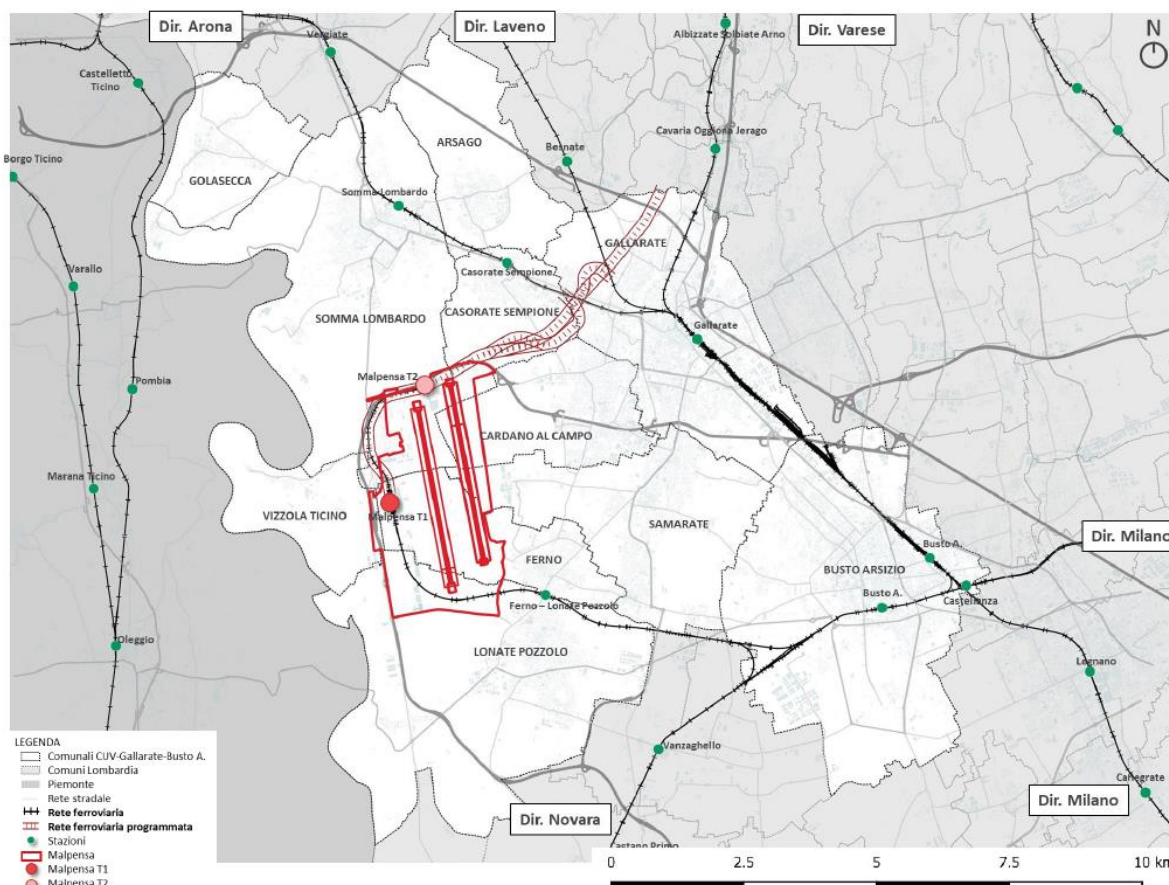 Dir. Arona
Dir. Laveno
Dir. Varese
N
Vergiate
Albizzate Solbiate Arno
Castelletto
Ticino
ARSAGO
Cavaria Oggiona Jerago
Borgo Ticino
Besnate
GOLASECCA
Somma Lombardo
GALLARATE
Varallo
Casorate Sempione
SOMMA LOMBARDO
CASORATE SEMPIONE
Gallarate
Malpensa T2
Pombia
CARDANO AL CAMPO
Marana Ticino
VIZZOLA TICINO
Malpensa T1
SAMARATE
Dir. Milano
FERNO
Busto A.
BUSTO ARSIZIO
Castellanza
Busto A.
Ferno – Lonate Pozzolo
Oleggio
LONATE POZZOLO
Legnano
Vanzaghello
Canegrate
Dir. Milano
Dir. Novara
Castano Primo
LEGENDA
Comunali CUV-Gallarate-Busto A.
Comuni Lombardia
Piemonte
Rete stradale
Rete ferroviaria
Rete ferroviaria programmata
Stazioni
Malpensa
Malpensa T1
Malpensa T2
0 2.5 5 7.5 10 km